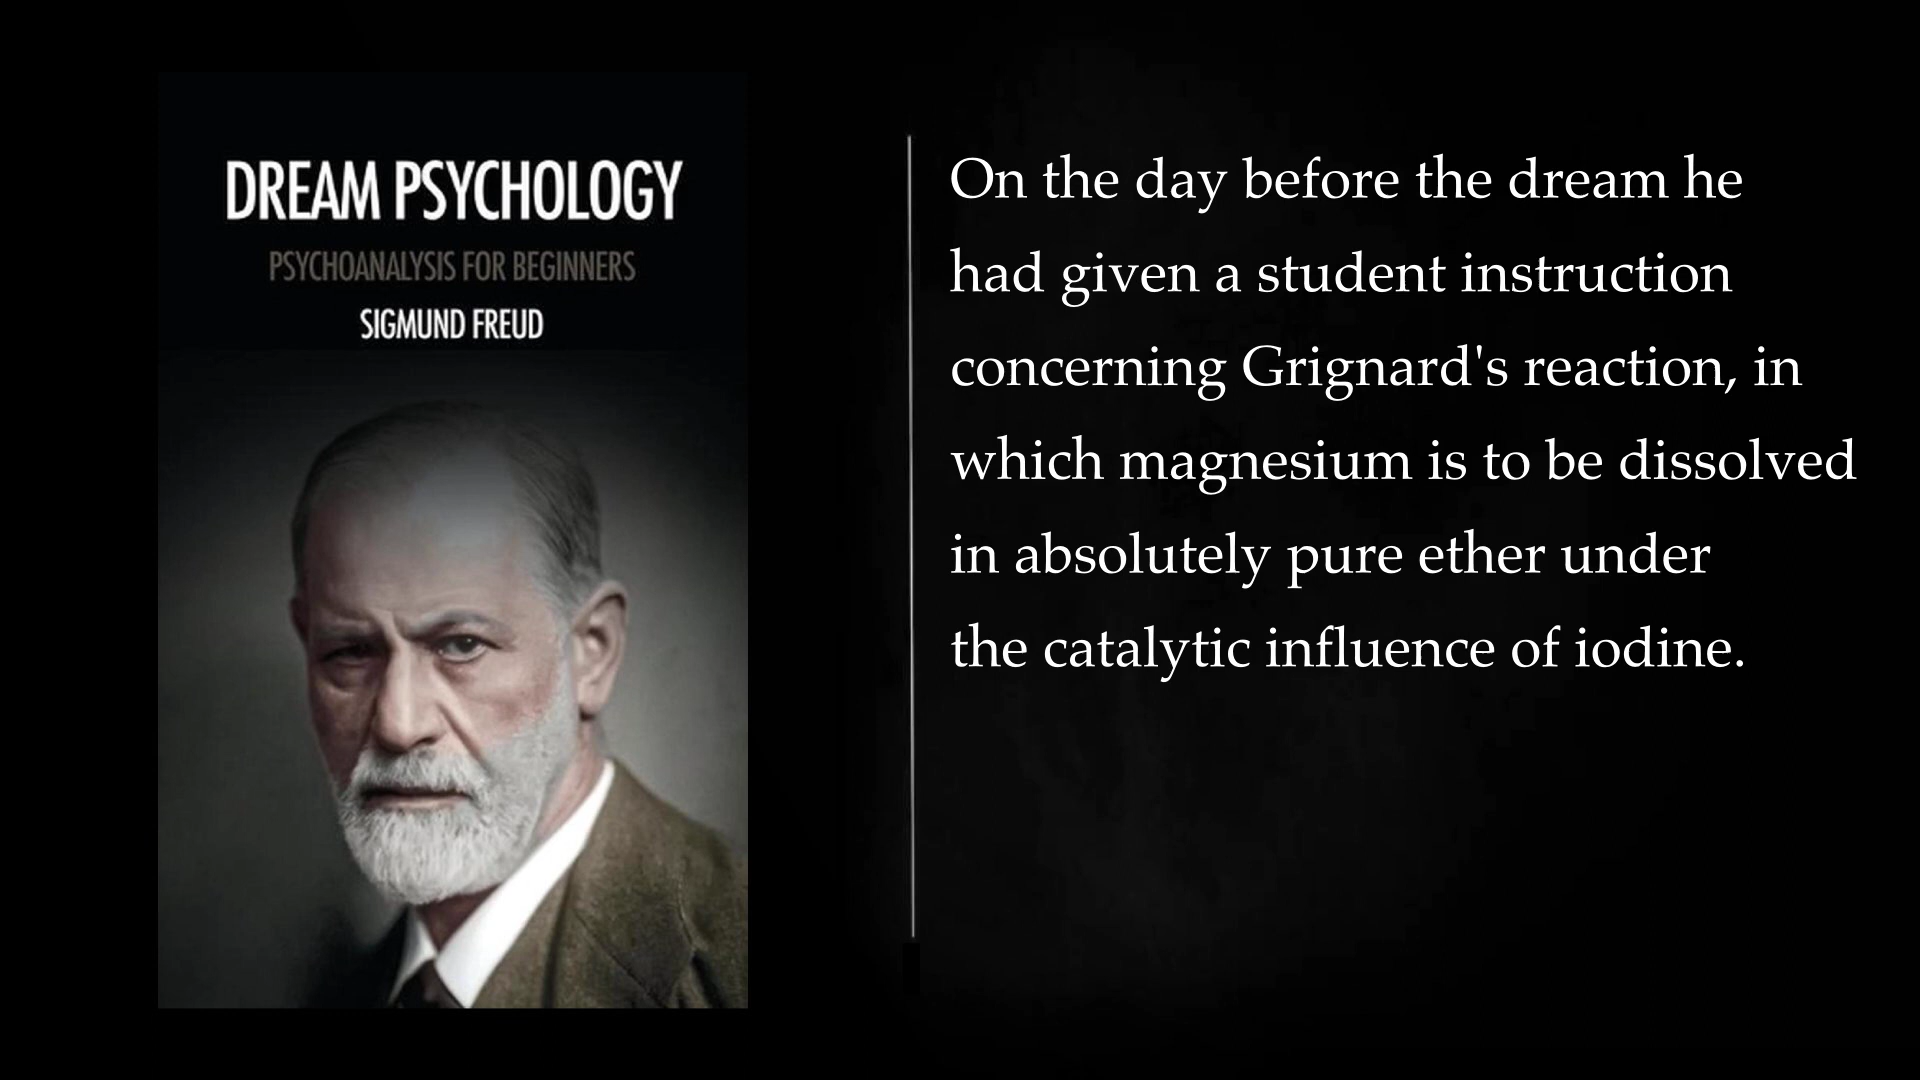 DREAM PSYCHOLOGY
PSYCHOANALYSIS FOR BEGINNERS
SIGMUND FREUD
On the day before the dream he
had given a student instruction
concerning Grignard's reaction, in
which magnesium is to be dissolved
in absolutely pure ether under
the catalytic influence of iodine.